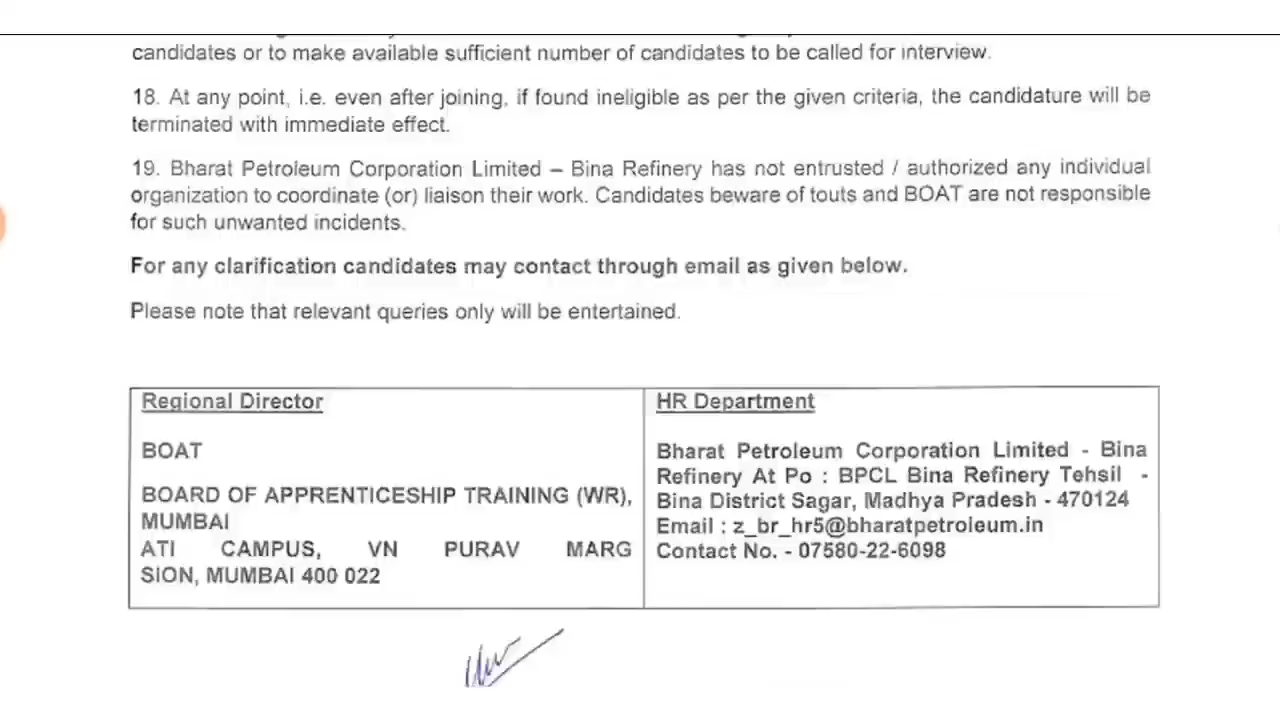 candidates or to make available sufficient number of candidates to be called for interview.
18. At any point, i.e. even after joining, if found ineligible as per the given criteria, the candidature will be
terminated with immediate effect.
19. Bharat Petroleum Corporation Limited – Bina Refinery has not entrusted / authorized any individual
organization to coordinate (or) liaison their work. Candidates beware of touts and BOAT are not responsible
for such unwanted incidents.
For any clarification candidates may contact through email as given below.
Please note that relevant queries only will be entertained.
Regional Director
BOAT
BOARD OF APPRENTICESHIP TRAINING (WR),
MUMBAI
ATI CAMPUS, VN PURAV MARG
SION, MUMBAI 400 022
HR Department
Bharat Petroleum Corporation Limited - Bina
Refinery At Po : BPCL Bina Refinery Tehsil -
Bina District Sagar, Madhya Pradesh - 470124
Email : z_br_hr5@bharatpetroleum.in
Contact No. - 07580-22-6098